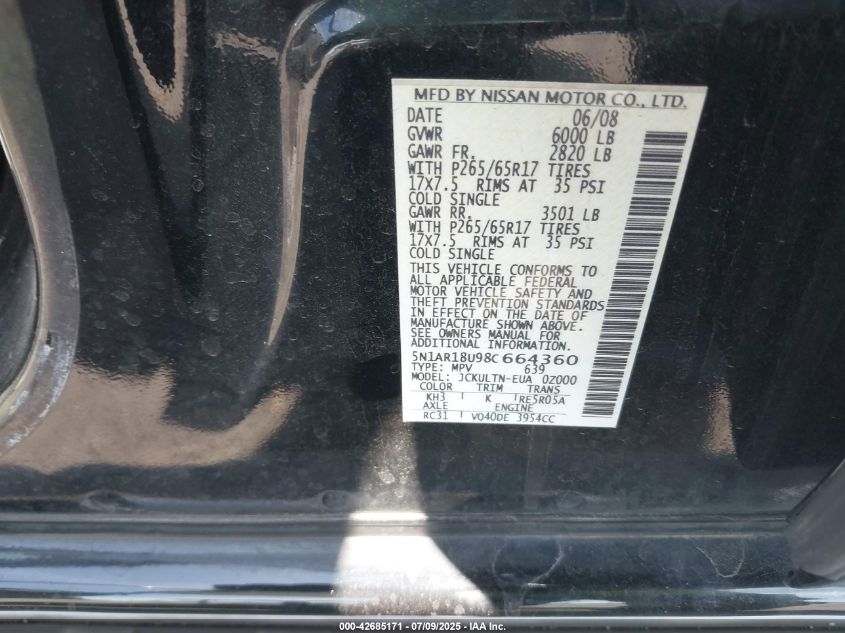 MFD BY NISSAN MOTOR CO., LTD.
DATE 06/08
GVWR 6000 LB
GAWR FR. 2820 LB
WITH P265/65R17 TIRES
17X7.5 RIMS AT 35 PSI
COLD SINGLE
GAWR RR. 3501 LB
WITH P265/65R17 TIRES
17X7.5 RIMS AT 35 PSI
COLD SINGLE
THIS VEHICLE CONFORMS TO
ALL APPLICABLE FEDERAL
MOTOR VEHICLE SAFETY AND
THEFT PREVENTION STANDARDS
IN EFFECT ON THE DATE OF
MANUFACTURE SHOWN ABOVE.
SEE OWNERS MANUAL FOR
ADDITIONAL INFORMATION.
5N1AR18U98C664360
TYPE: MPV 639
MODEL: JCKULTN-EUA 0Z000
COLOR TRIM TRANS
KH3 K RE5R05A
AXLE ENGINE
RC31 VQ40DE 3954CC
000-42685171 - 07/09/2025 - IAA Inc.